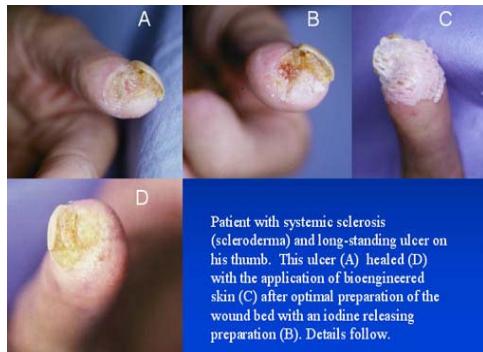 A
B
C
D
Patient with systemic sclerosis
(scleroderma) and long-standing ulcer on
his thumb. This ulcer (A) healed (D)
with the application of bioengineered
skin (C) after optimal preparation of the
wound bed with an iodine releasing
preparation (B). Details follow.